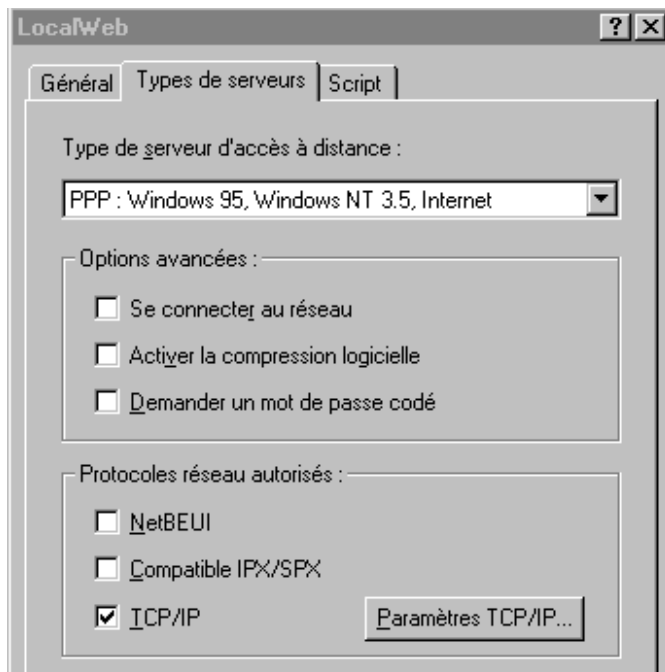 LocalWeb
Général
Types de serveurs
Script
Type de serveur d'accès à distance :
PPP : Windows 95, Windows NT 3.5, Internet
Options avancées :
Se connecter au réseau
Activer la compression logicielle
Demander un mot de passe codé
Protocoles réseau autorisés :
NetBEUI
Compatible IPX/SPX
TCP/IP
Paramètres TCP/IP...